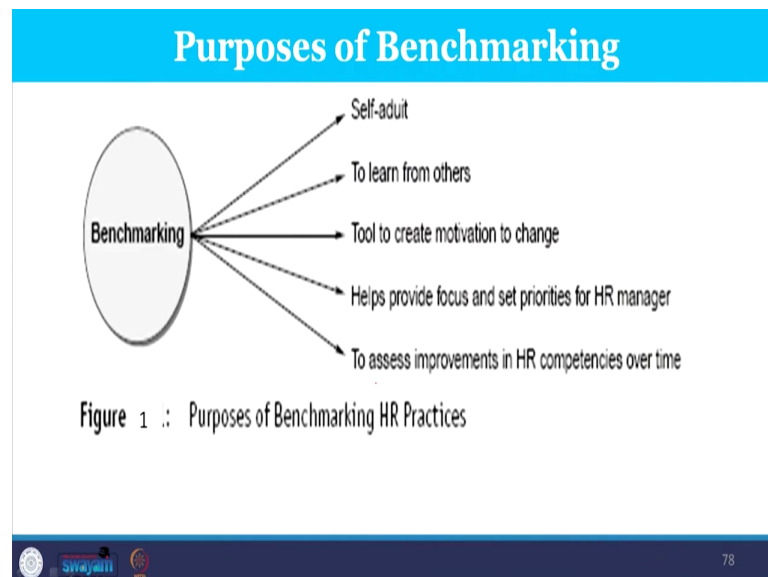 Purposes of Benchmarking
Self-aduit
To learn from others
Benchmarking
Tool to create motivation to change
Helps provide focus and set priorities for HR manager
To assess improvements in HR competencies over time
Figure 1 .: Purposes of Benchmarking HR Practices
swayam
78